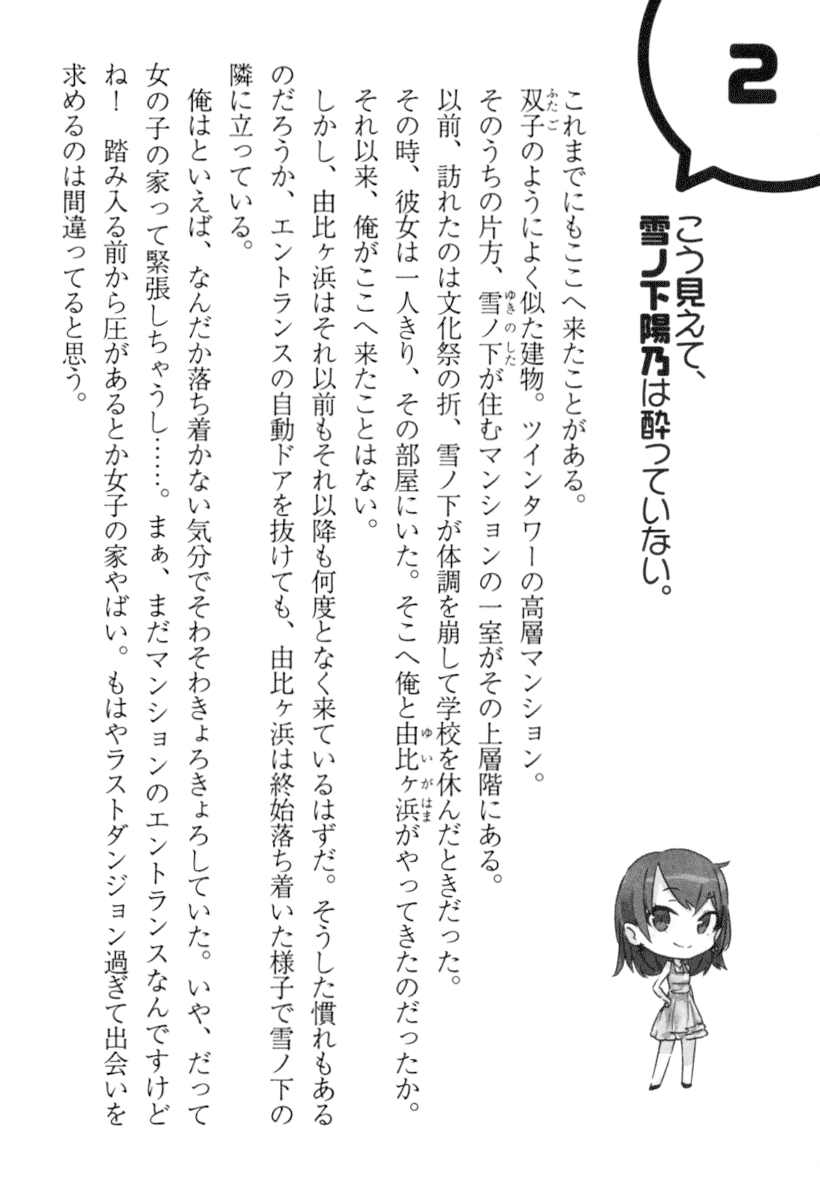 2
こう見えて、
雪ノ下陽乃は酔っていない。
これまでにもここへ来たことがある。
双子のようによく似た建物。ツインタワーの高層マンション。
そのうちの片方、雪ノ下が住むマンションの一室がその上層階にある。
以前、訪れたのは文化祭の折、雪ノ下が体調を崩して学校を休んだときだった。
その時、彼女は一人きり、その部屋にいた。そこへ俺と由比ヶ浜がやってきたのだったか。
それ以来、俺がここへ来たことはない。
しかし、由比ヶ浜はそれ以前もそれ以降も何度となく来ているはずだ。そうした慣れもある
のだろうか、エントランスの自動ドアを抜けても、由比ヶ浜は終始落ち着いた様子で雪ノ下の
隣に立っている。
俺はといえば、なんだか落ち着かない気分でそわそわきょろきょろしていた。いや、だって
女の子の家って緊張しちゃうし……。まぁ、まだマンションのエントランスなんですけど
ね!　踏み入る前から圧があるとか女子の家やばい。もはやラストダンジョン過ぎて出会いを
求めるのは間違ってると思う。